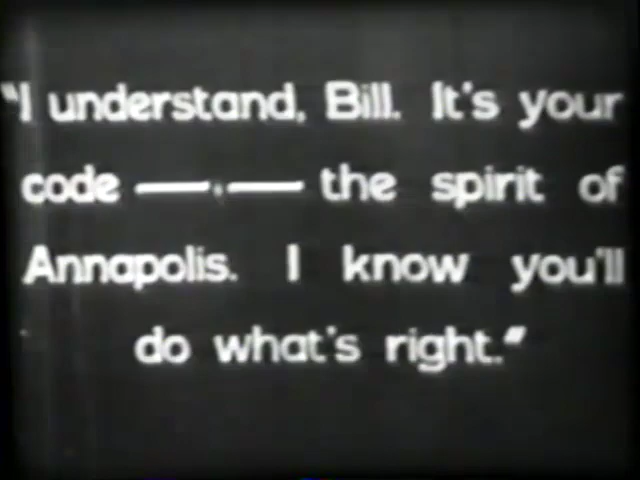 "I understand, Bill. It's your
code — — the spirit of
Annapolis. I know you'll
do what's right."